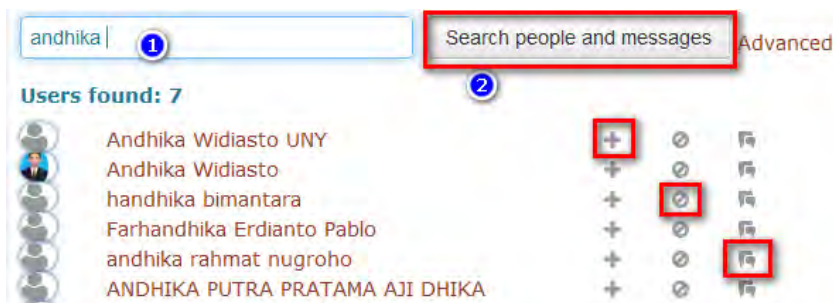 andhika
1
Search people and messages
Advanced
2
Users found: 7
Andhika Widiasto UNY
Andhika Widiasto
handhika bimantara
Farhandhika Erdianto Pablo
andhika rahmat nugroho
ANDHIKA PUTRA PRATAMA AJI DHIKA